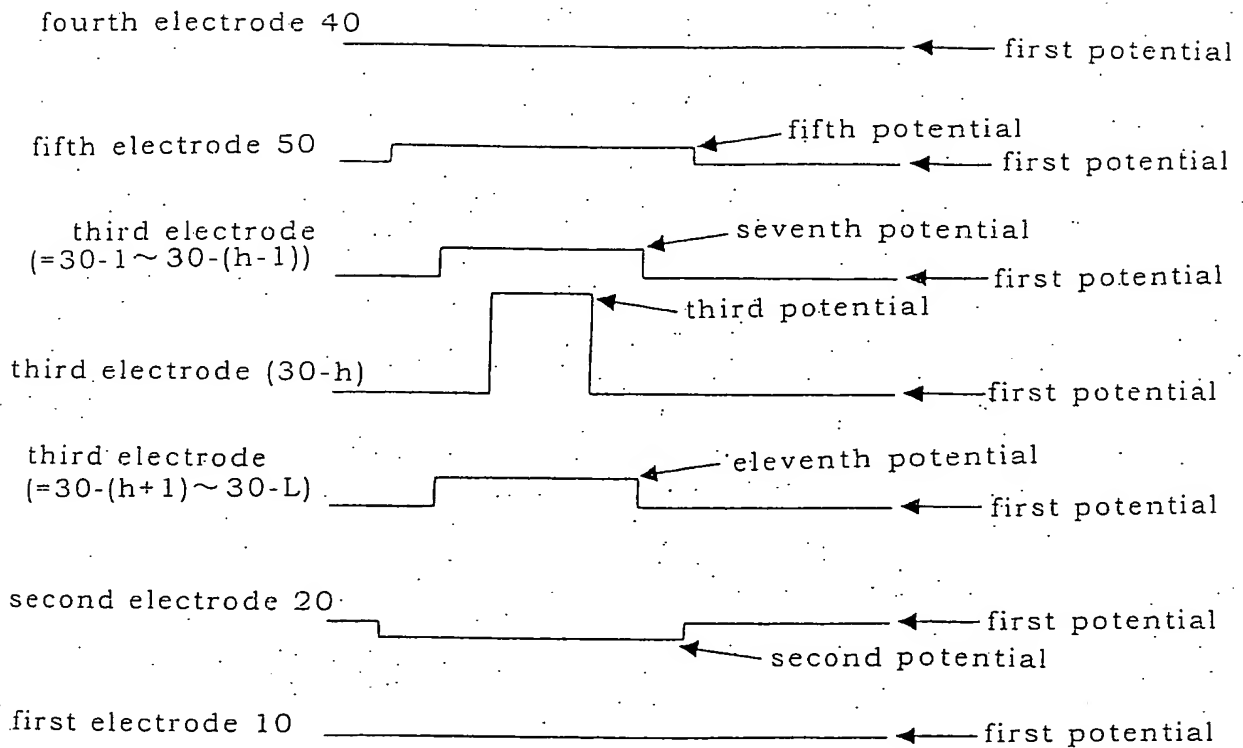 fourth electrode 40
first potential
fifth potential
fifth electrode 50
first potential
third electrode
(=30-1~30-(h-1))
seventh potential
first potential
third potential
third electrode (30-h)
first potential
third electrode
(=30-(h+1)~30-L)
eleventh potential
first potential
second electrode 20
first potential
second potential
first electrode 10
first potential